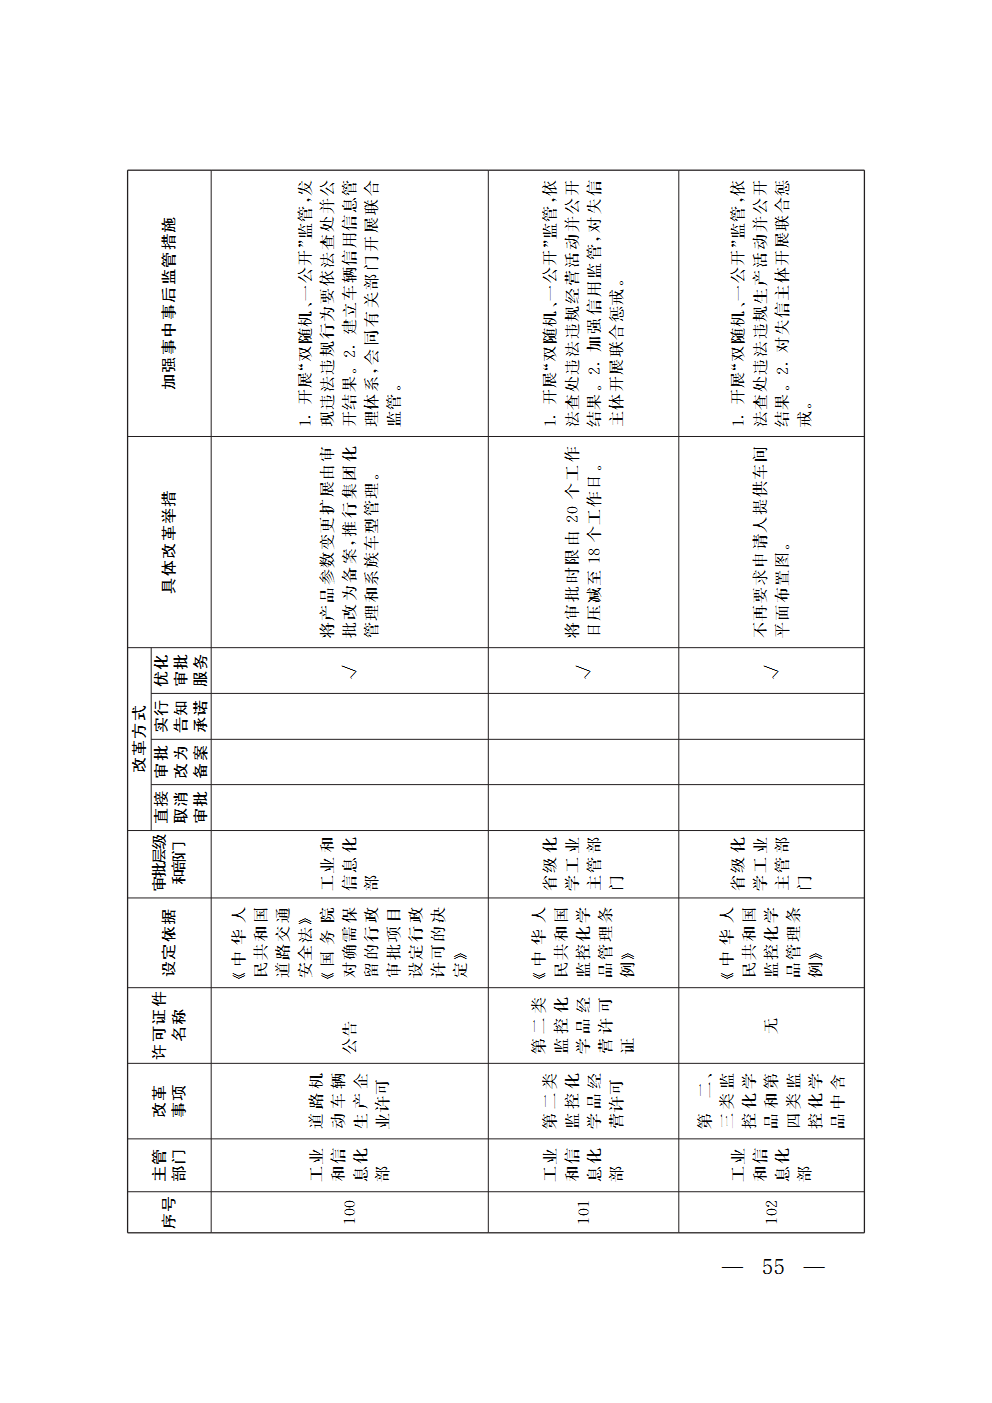 序号
主管
部门
改革
事项
许可证件
名称
设定依据
审批层级
和部门
改革方式
直接
取消
审批
审批
改为
备案
实行
告知
承诺
优化
审批
服务
具体改革举措
加强事中事后监管措施
100
工业
和信
息化
部
道路机
动车辆
生产企
业许可
公告
《中华人
民共和国
道路交通
安全法》
《国务院
对确需保
留的行政
审批项目
设定行政
许可的决
定》
工业和
信息化
部
√
将产品参数变更扩展由审
批改为备案,推行集团化
管理和系族车型管理。
1. 开展“双随机、一公开”监管,发
现违法违规行为要依法查处并公
开结果。2. 建立车辆信用信息管
理体系,会同有关部门开展联合
监管。
101
工业
和信
息化
部
第二类
监控化
学品经
营许可
第二类
监控化
学品经
营许可
证
《中华人
民共和国
监控化学
品管理条
例》
省级化
学工业
主管部
门
√
将审批时限由 20 个工作
日压减至 18 个工作日。
1. 开展“双随机、一公开”监管,依
法查处违法违规经营活动并公开
结果。2. 加强信用监管,对失信
主体开展联合惩戒。
102
工业
和信
息化
部
第二、
三类监
控化学
品和第
四类监
控化学
品中含
无
《中华人
民共和国
监控化学
品管理条
例》
省级化
学工业
主管部
门
√
不再要求申请人提供车间
平面布置图。
1. 开展“双随机、一公开”监管,依
法查处违法违规生产活动并公开
结果。2. 对失信主体开展联合惩
戒。
— 55 —